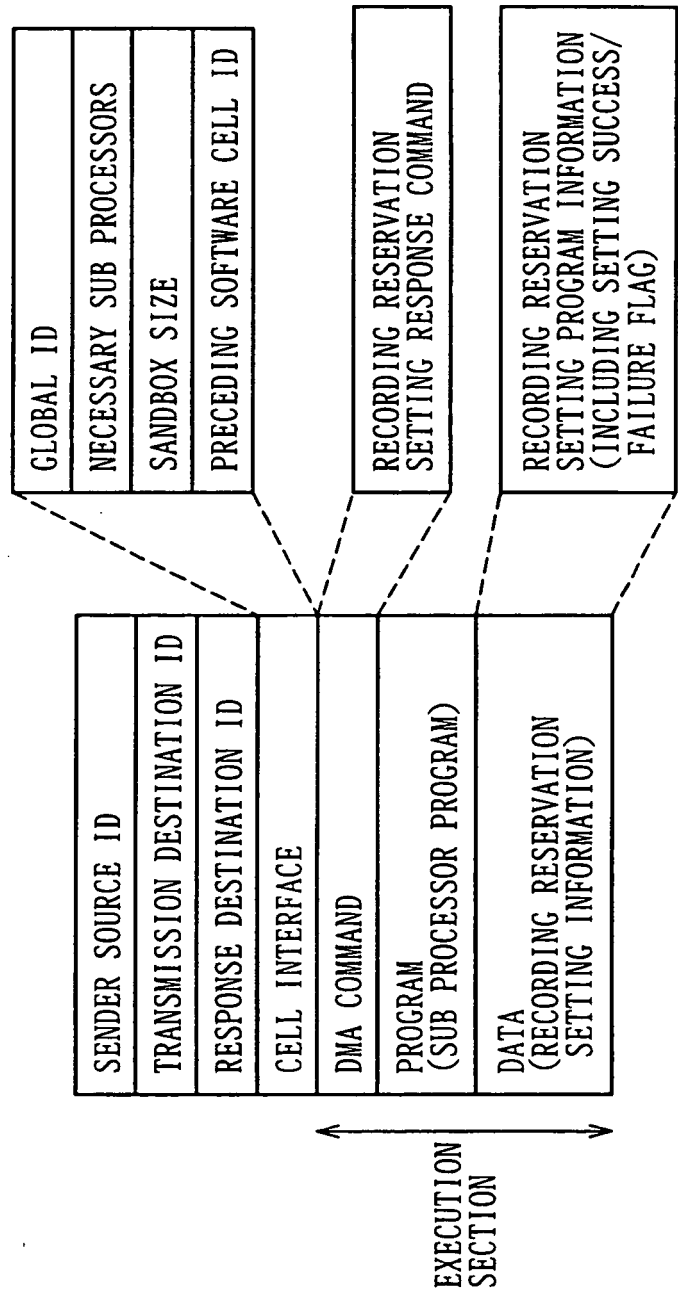 SENDER SOURCE ID
TRANSMISSION DESTINATION ID
RESPONSE DESTINATION ID
CELL INTERFACE
DMA COMMAND
PROGRAM
(SUB PROCESSOR PROGRAM)
DATA
(RECORDING RESERVATION
SETTING INFORMATION)
EXECUTION
SECTION
GLOBAL ID
NECESSARY SUB PROCESSORS
SANDBOX SIZE
PRECEDING SOFTWARE CELL ID
RECORDING RESERVATION
SETTING RESPONSE COMMAND
RECORDING RESERVATION
SETTING PROGRAM INFORMATION
(INCLUDING SETTING SUCCESS/
FAILURE FLAG)